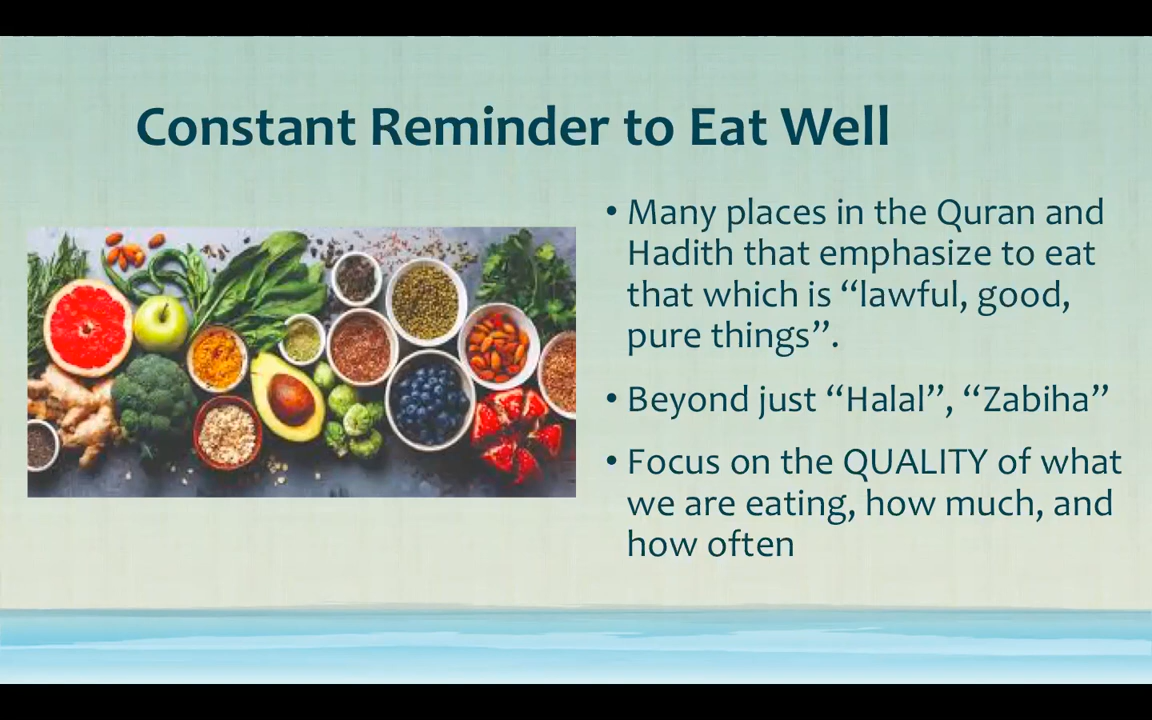 Constant Reminder to Eat Well
• Many places in the Quran and
Hadith that emphasize to eat
that which is “lawful, good,
pure things”.
• Beyond just “Halal”, “Zabiha”
• Focus on the QUALITY of what
we are eating, how much, and
how often